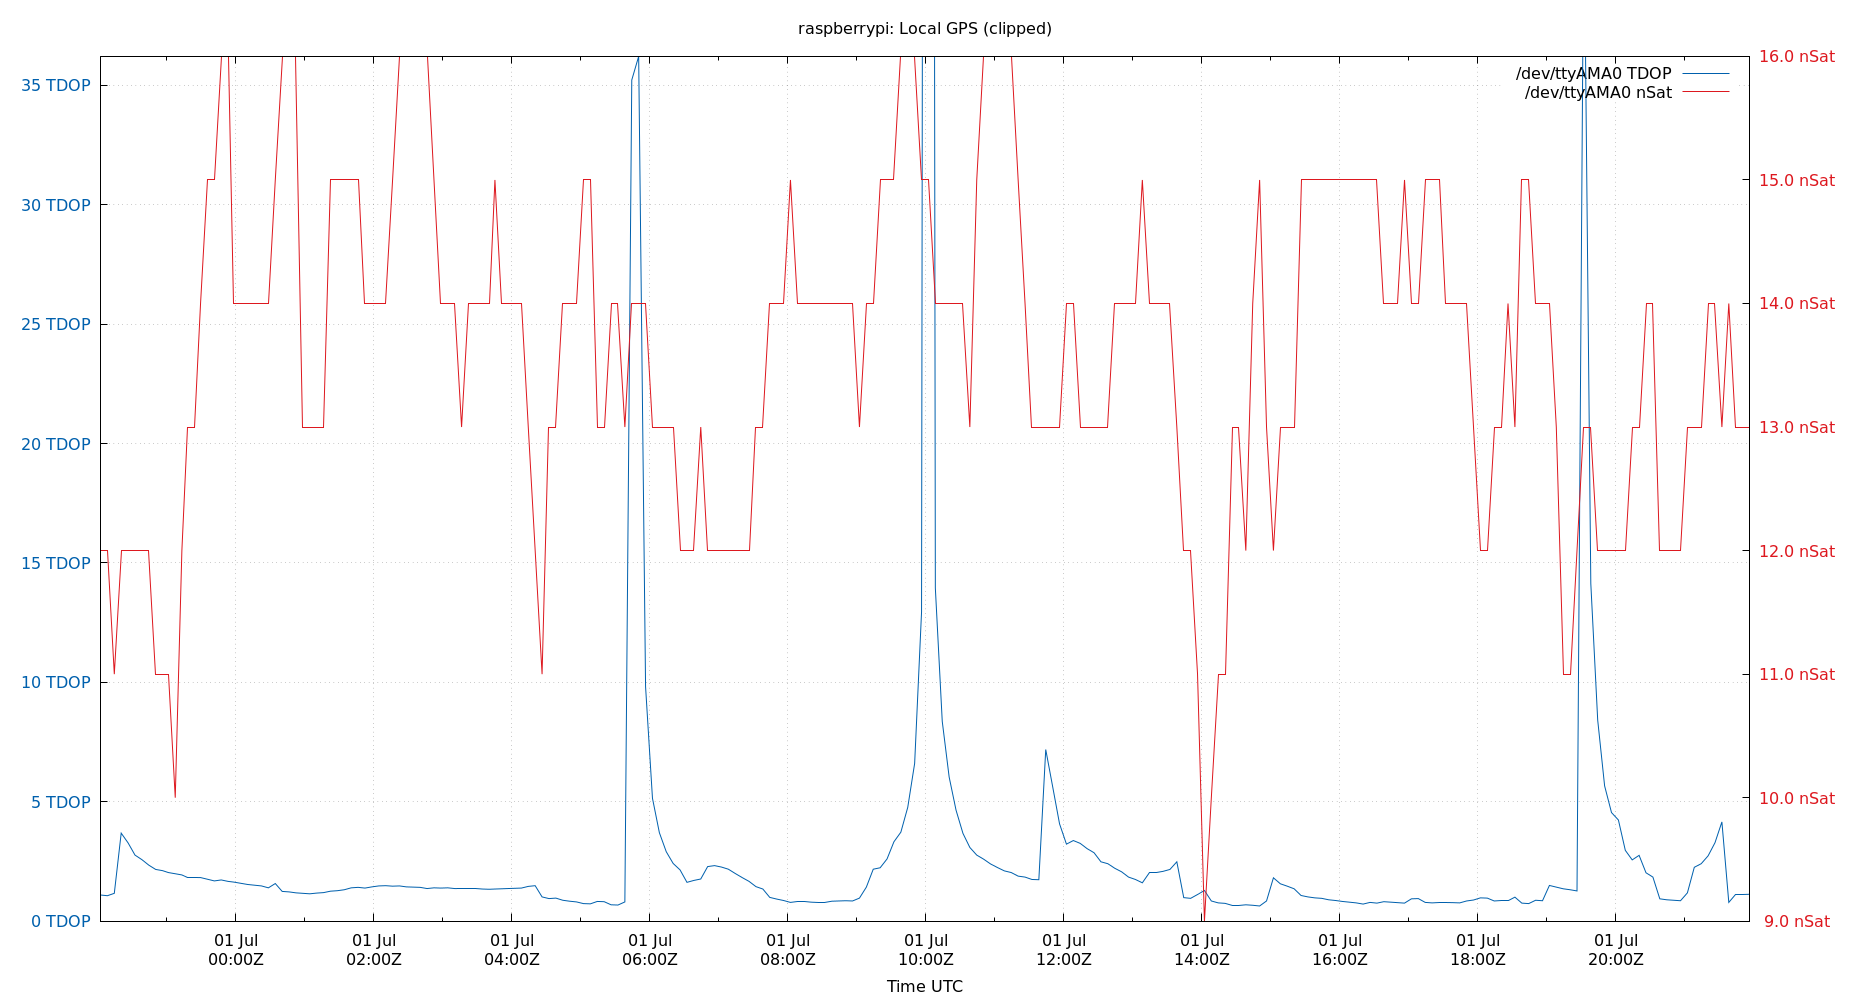 raspberrypi: Local GPS (clipped)
/dev/ttyAMA0 TDOP
/dev/ttyAMA0 nSat
35 TDOP
30 TDOP
25 TDOP
20 TDOP
15 TDOP
10 TDOP
5 TDOP
0 TDOP
16.0 nSat
15.0 nSat
14.0 nSat
13.0 nSat
12.0 nSat
11.0 nSat
10.0 nSat
9.0 nSat
01 Jul
00:00Z
01 Jul
02:00Z
01 Jul
04:00Z
01 Jul
06:00Z
01 Jul
08:00Z
01 Jul
10:00Z
01 Jul
12:00Z
01 Jul
14:00Z
01 Jul
16:00Z
01 Jul
18:00Z
01 Jul
20:00Z
Time UTC